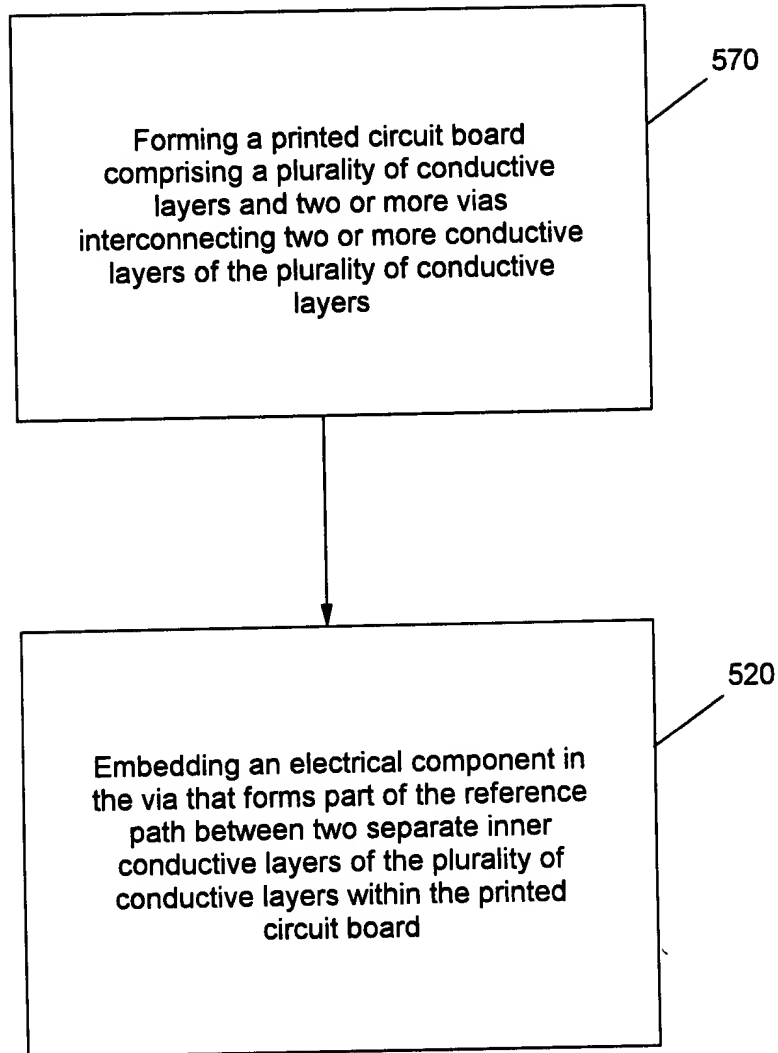 570
Forming a printed circuit board
comprising a plurality of conductive
layers and two or more vias
interconnecting two or more conductive
layers of the plurality of conductive
layers
520
Embedding an electrical component in
the via that forms part of the reference
path between two separate inner
conductive layers of the plurality of
conductive layers within the printed
circuit board